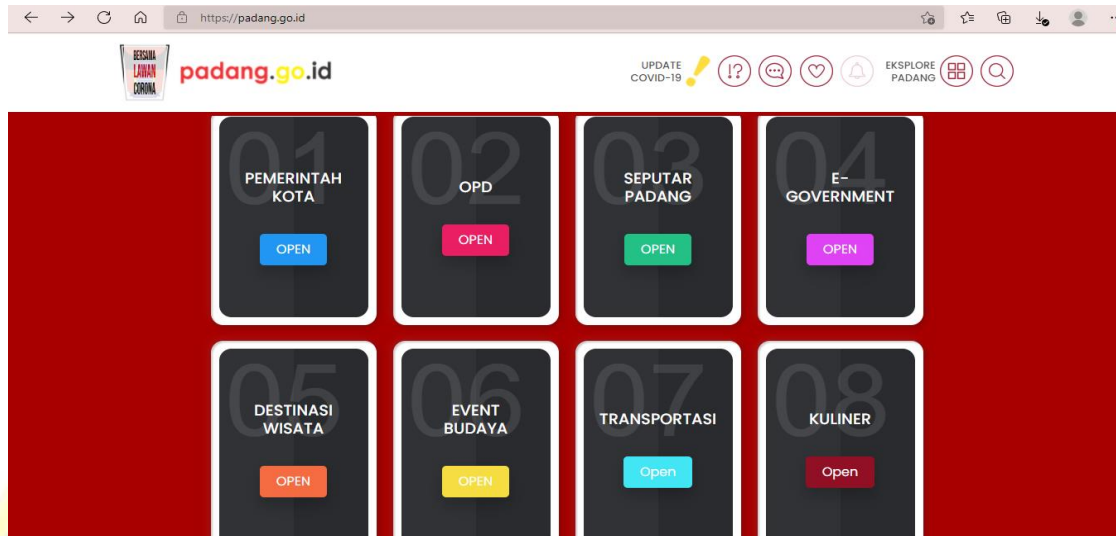 https://padang.go.id
BERSAMA
LAWAN
CORONA
padang.go.id
UPDATE
COVID-19
!?
EKSPLORE
PADANG
01
PEMERINTAH
KOTA
OPEN
02
OPD
OPEN
03
SEPUTAR
PADANG
OPEN
04
E-
GOVERNMENT
OPEN
05
DESTINASI
WISATA
OPEN
06
EVENT
BUDAYA
OPEN
07
TRANSPORTASI
Open
08
KULINER
Open